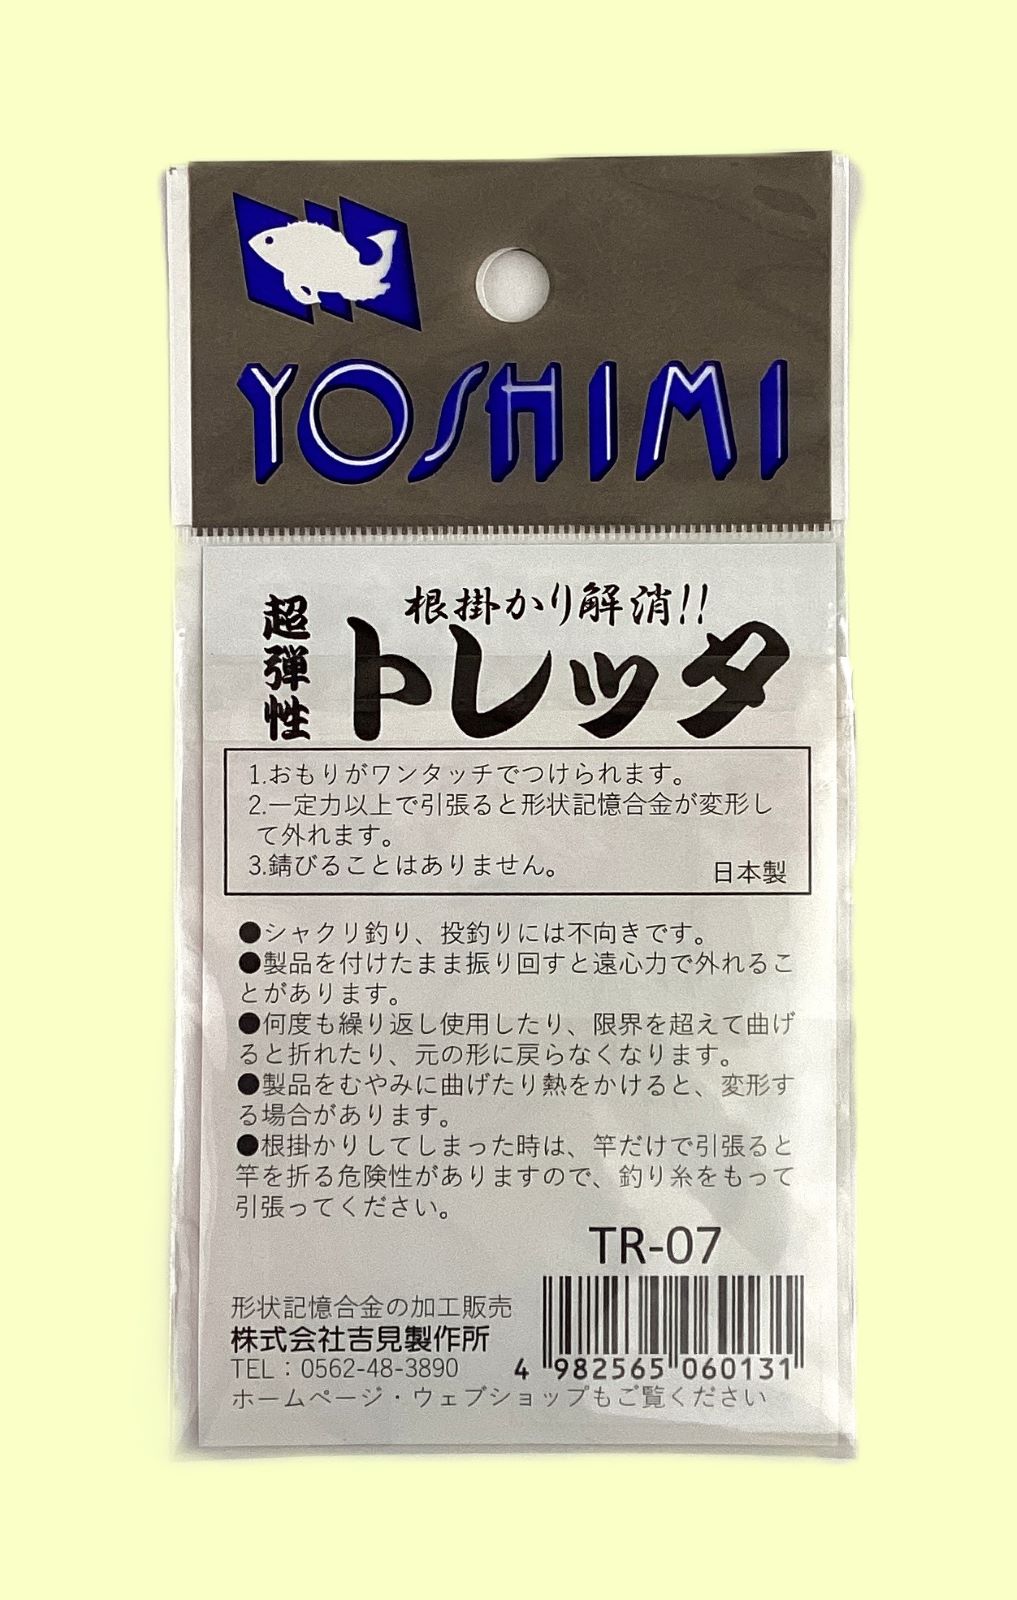 YOSHIMI
根掛かり解消!!
超弾性
トレッタ
1.おもりがワンタッチでつけられます。
2.一定力以上で引張ると形状記憶合金が変形し
て外れます。
3.錆びることはありません。
日本製
●シャクリ釣り、投釣りには不向きです。
●製品を付けたまま振り回すと遠心力で外れるこ
とがあります。
●何度も繰り返し使用したり、限界を超えて曲げ
ると折れたり、元の形に戻らなくなります。
●製品をむやみに曲げたり熱をかけると、変形す
る場合があります。
●根掛かりしてしまった時は、竿だけで引張ると
竿を折る危険性がありますので、釣り糸をもって
引張ってください。
TR-07
形状記憶合金の加工販売
株式会社吉見製作所
TEL：0562-48-3890
4 982565 060131
ホームページ・ウェブショップもご覧ください